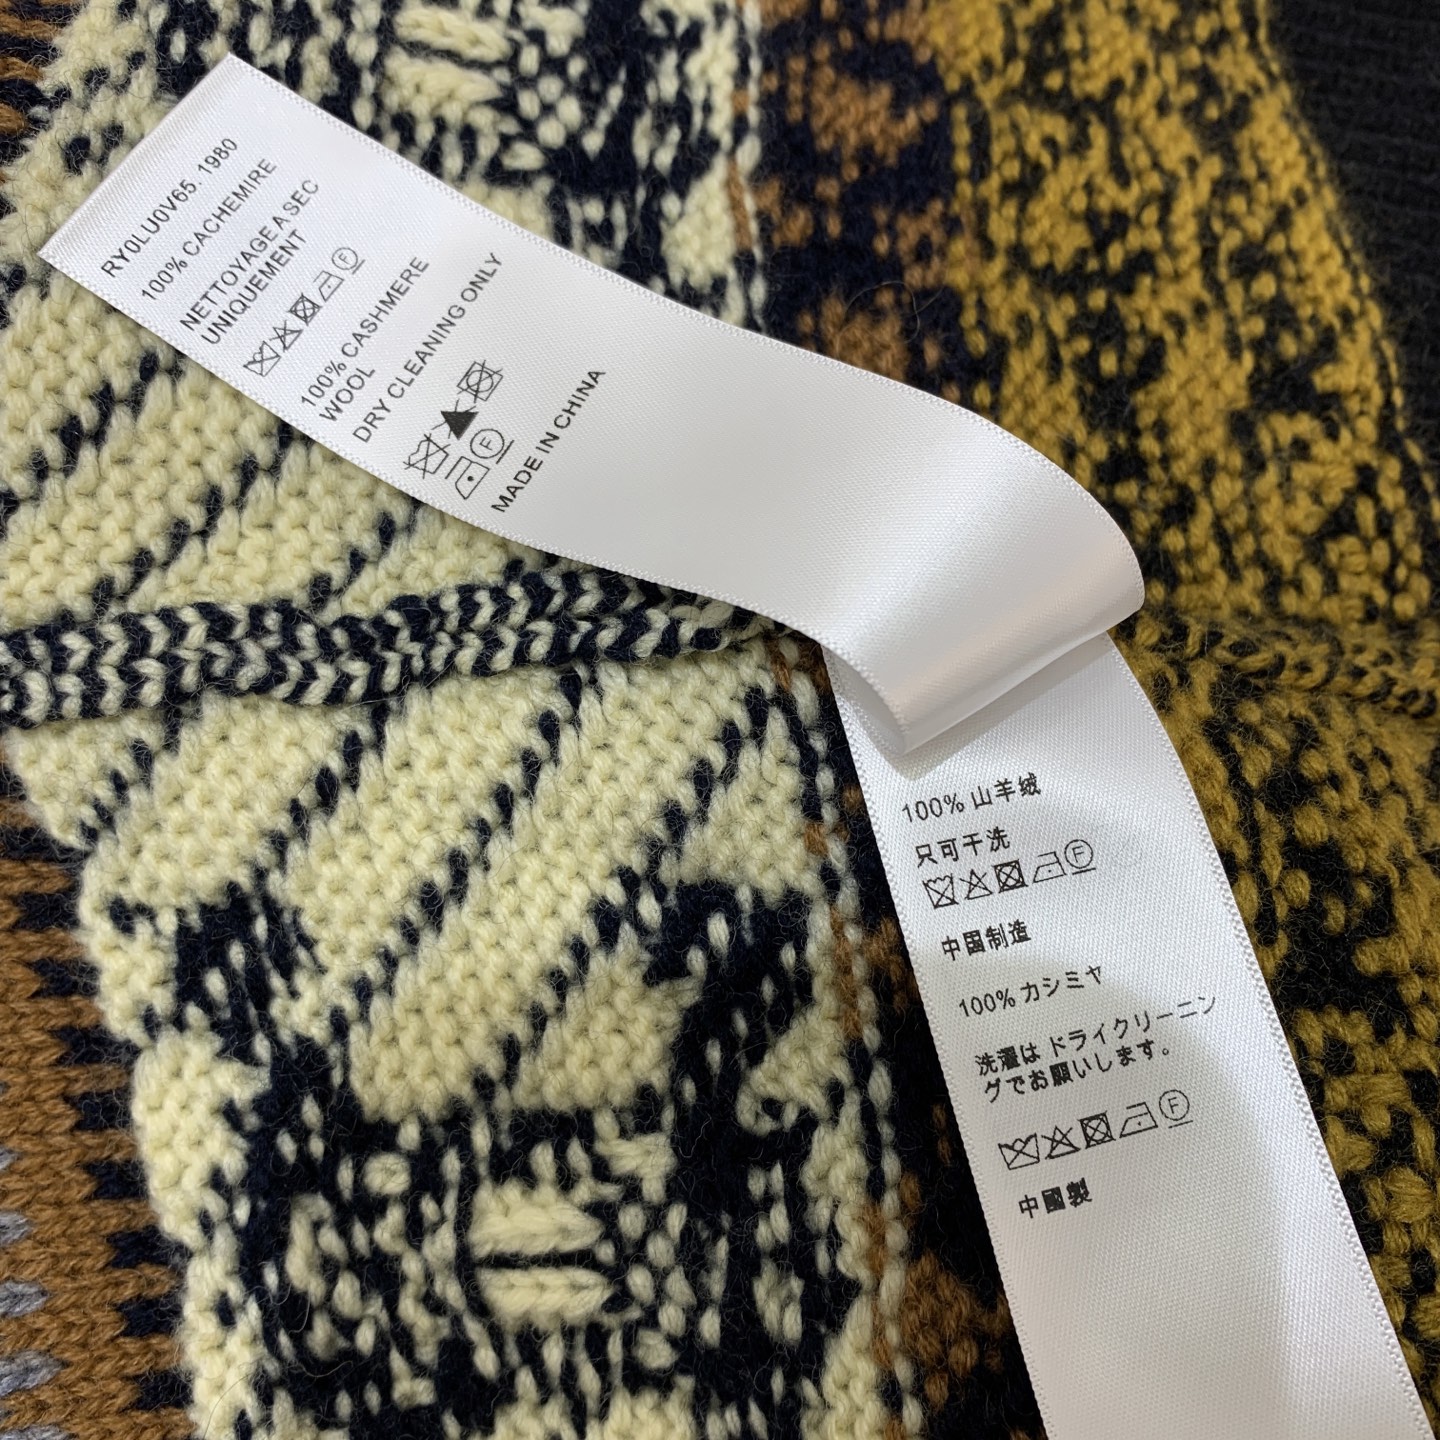 RY0LU0V65. 1980
100% CACHEMIRE
NETTOYAGE A SEC
UNIQUEMENT
F
100% CASHMERE
WOOL
DRY CLEANING ONLY
F
MADE IN CHINA
100% 山羊绒
只可干洗
F
中国制造
100% カシミヤ
洗濯は ドライクリーニン
グでお願いします。
F
中國製